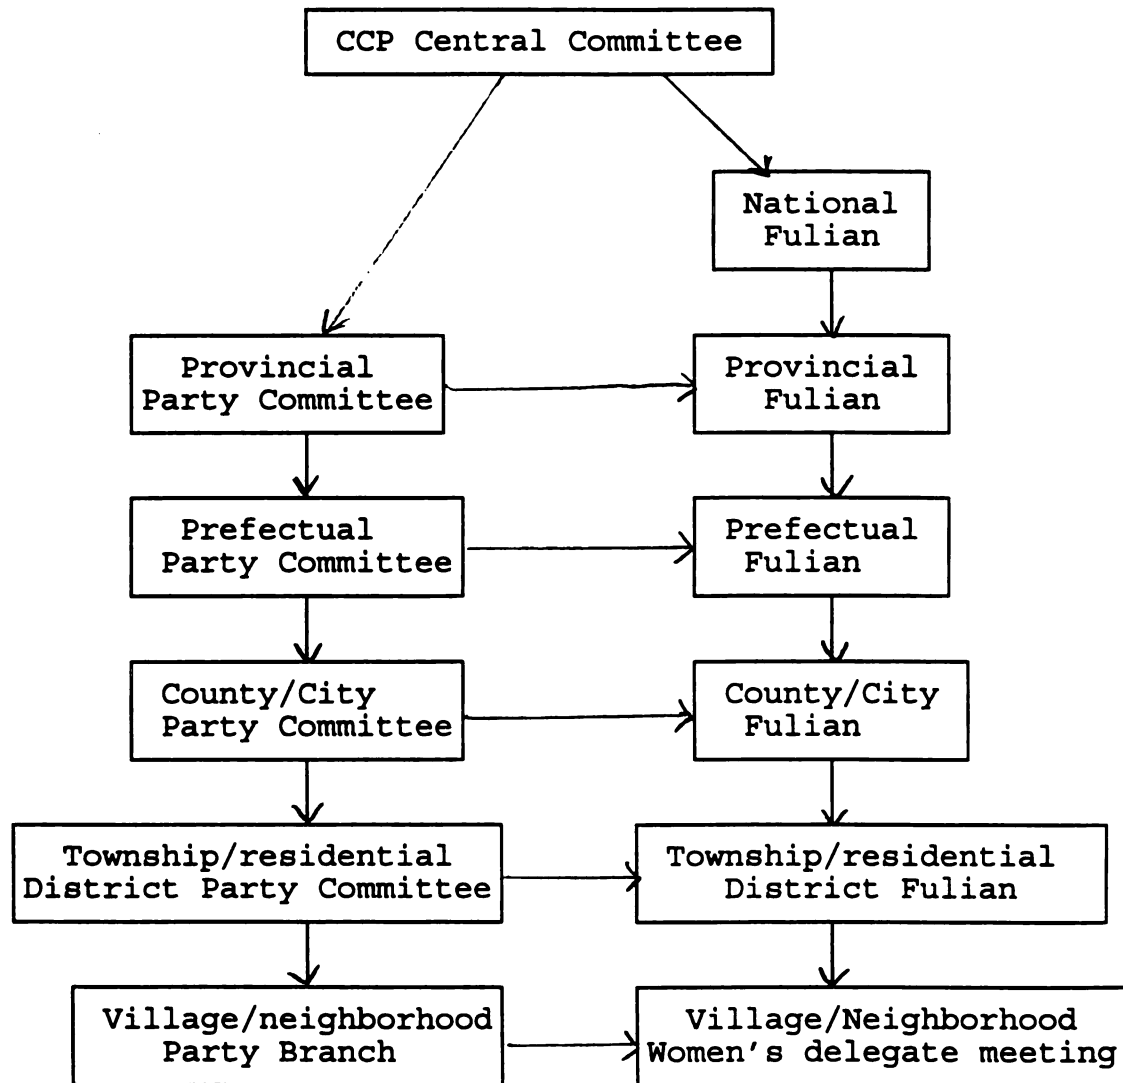 CCP Central Committee
National
Fulian
Provincial
Party Committee
Provincial
Fulian
Prefectual
Party Committee
Prefectual
Fulian
County/City
Party Committee
County/City
Fulian
Township/residential
District Party Committee
Township/residential
District Fulian
Village/neighborhood
Party Branch
Village/Neighborhood
Women's delegate meeting